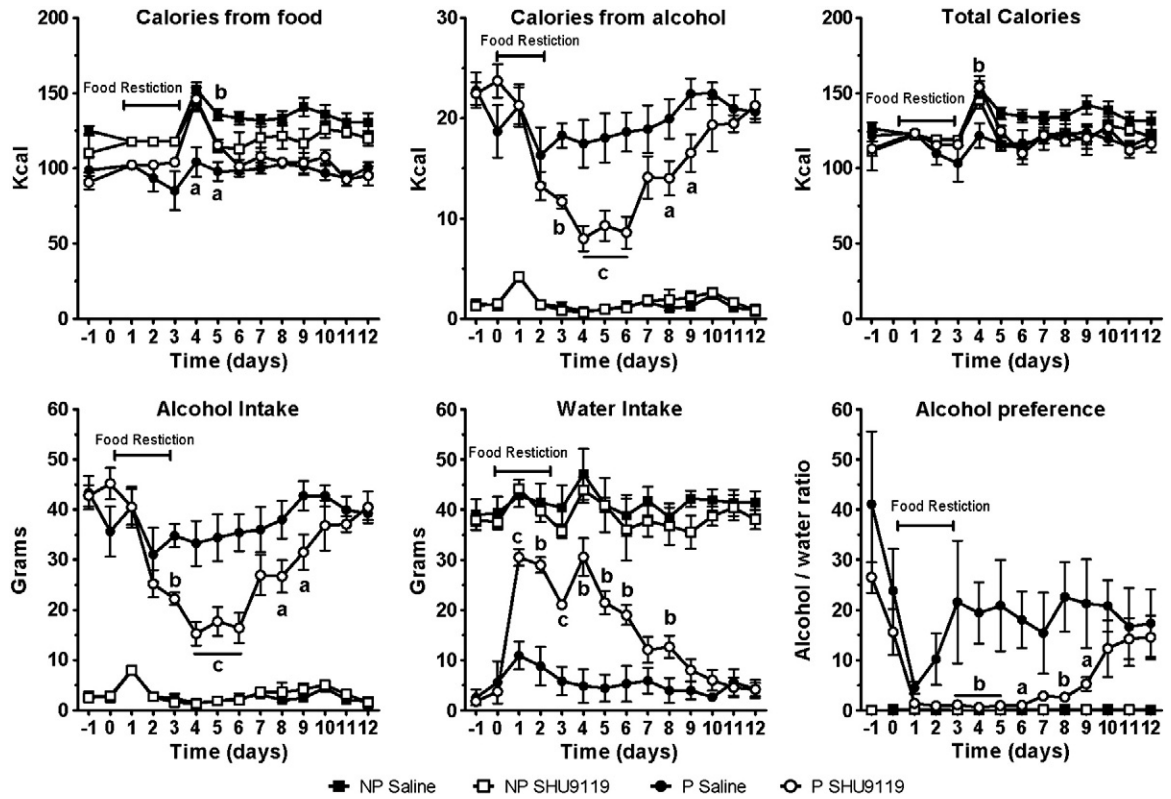 Calories from food
Kcal
200
150
100
50
0
Food Restiction
b
a
a
-1 0 1 2 3 4 5 6 7 8 9 10 11 12
Time (days)
Calories from alcohol
Kcal
30
20
10
0
Food Restiction
b
c
a
a
-1 0 1 2 3 4 5 6 7 8 9 10 11 12
Time (days)
Total Calories
Kcal
200
150
100
50
0
Food Restiction
b
-1 0 1 2 3 4 5 6 7 8 9 10 11 12
Time (days)
Alcohol Intake
Grams
60
50
40
30
20
10
0
Food Restiction
b
c
a
a
-1 0 1 2 3 4 5 6 7 8 9 10 11 12
Time (days)
Water Intake
Grams
60
50
40
30
20
10
0
Food Restiction
c
b
c
b
b
b
b
-1 0 1 2 3 4 5 6 7 8 9 10 11 12
Time (days)
Alcohol preference
Alcohol / water ratio
60
50
40
30
20
10
0
Food Restiction
b
a
b
a
-1 0 1 2 3 4 5 6 7 8 9 10 11 12
Time (days)
NP Saline NP SHU9119 P Saline P SHU9119